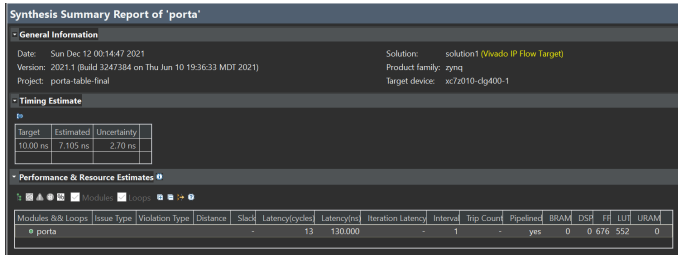 Synthesis Summary Report of 'porta'
General Information
Date: Sun Dec 12 00:14:47 2021 Solution: solution1 (Vivado IP Flow Target)
Version: 2021.1 (Build 3247384 on Thu Jun 10 19:36:33 MDT 2021) Product family: zynq
Project: porta-table-final Target device: xc7z010-clg400-1
Timing Estimate
Target Estimated Uncertainty
10.00 ns 7.105 ns 2.70 ns
Performance & Resource Estimates
Modules Loops
Modules && Loops Issue Type Violation Type Distance Slack Latency(cycles) Latency(ns) Iteration Latency Interval Trip Count Pipelined BRAM DSP FF LUT URAM
porta - 13 130.000 - 1 - yes 0 0 676 552 0